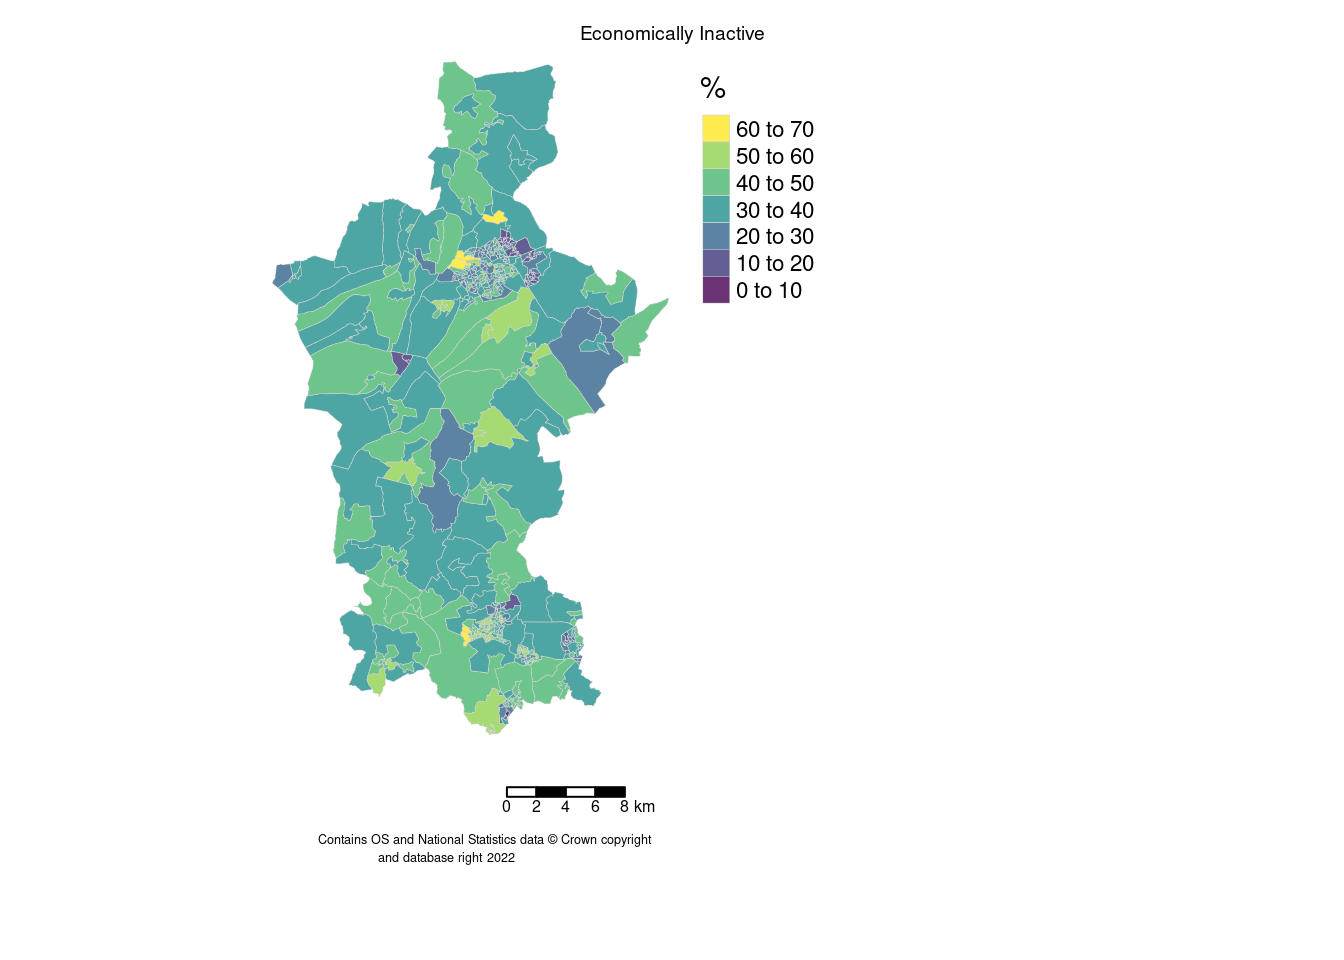 Economically Inactive
%
60 to 70
50 to 60
40 to 50
30 to 40
20 to 30
10 to 20
0 to 10
0 2 4 6 8 km
Contains OS and National Statistics data © Crown copyright
and database right 2022